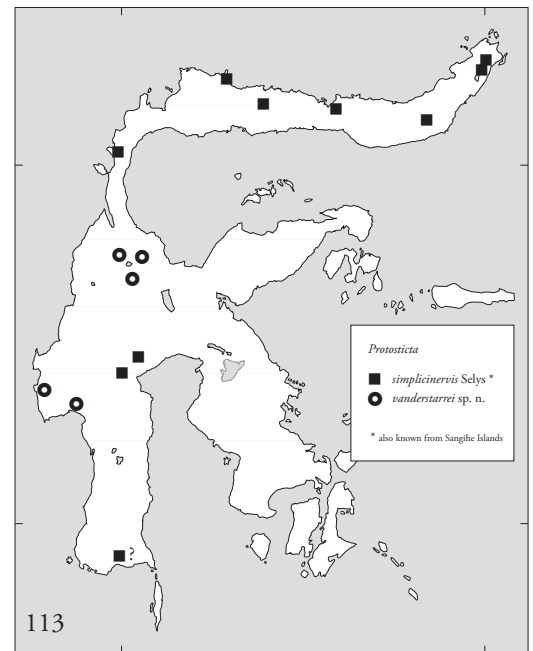 Protosticta
simplicinervis Selys *
vanderstarrei sp. n.
* also known from Sangihe Islands
?
113